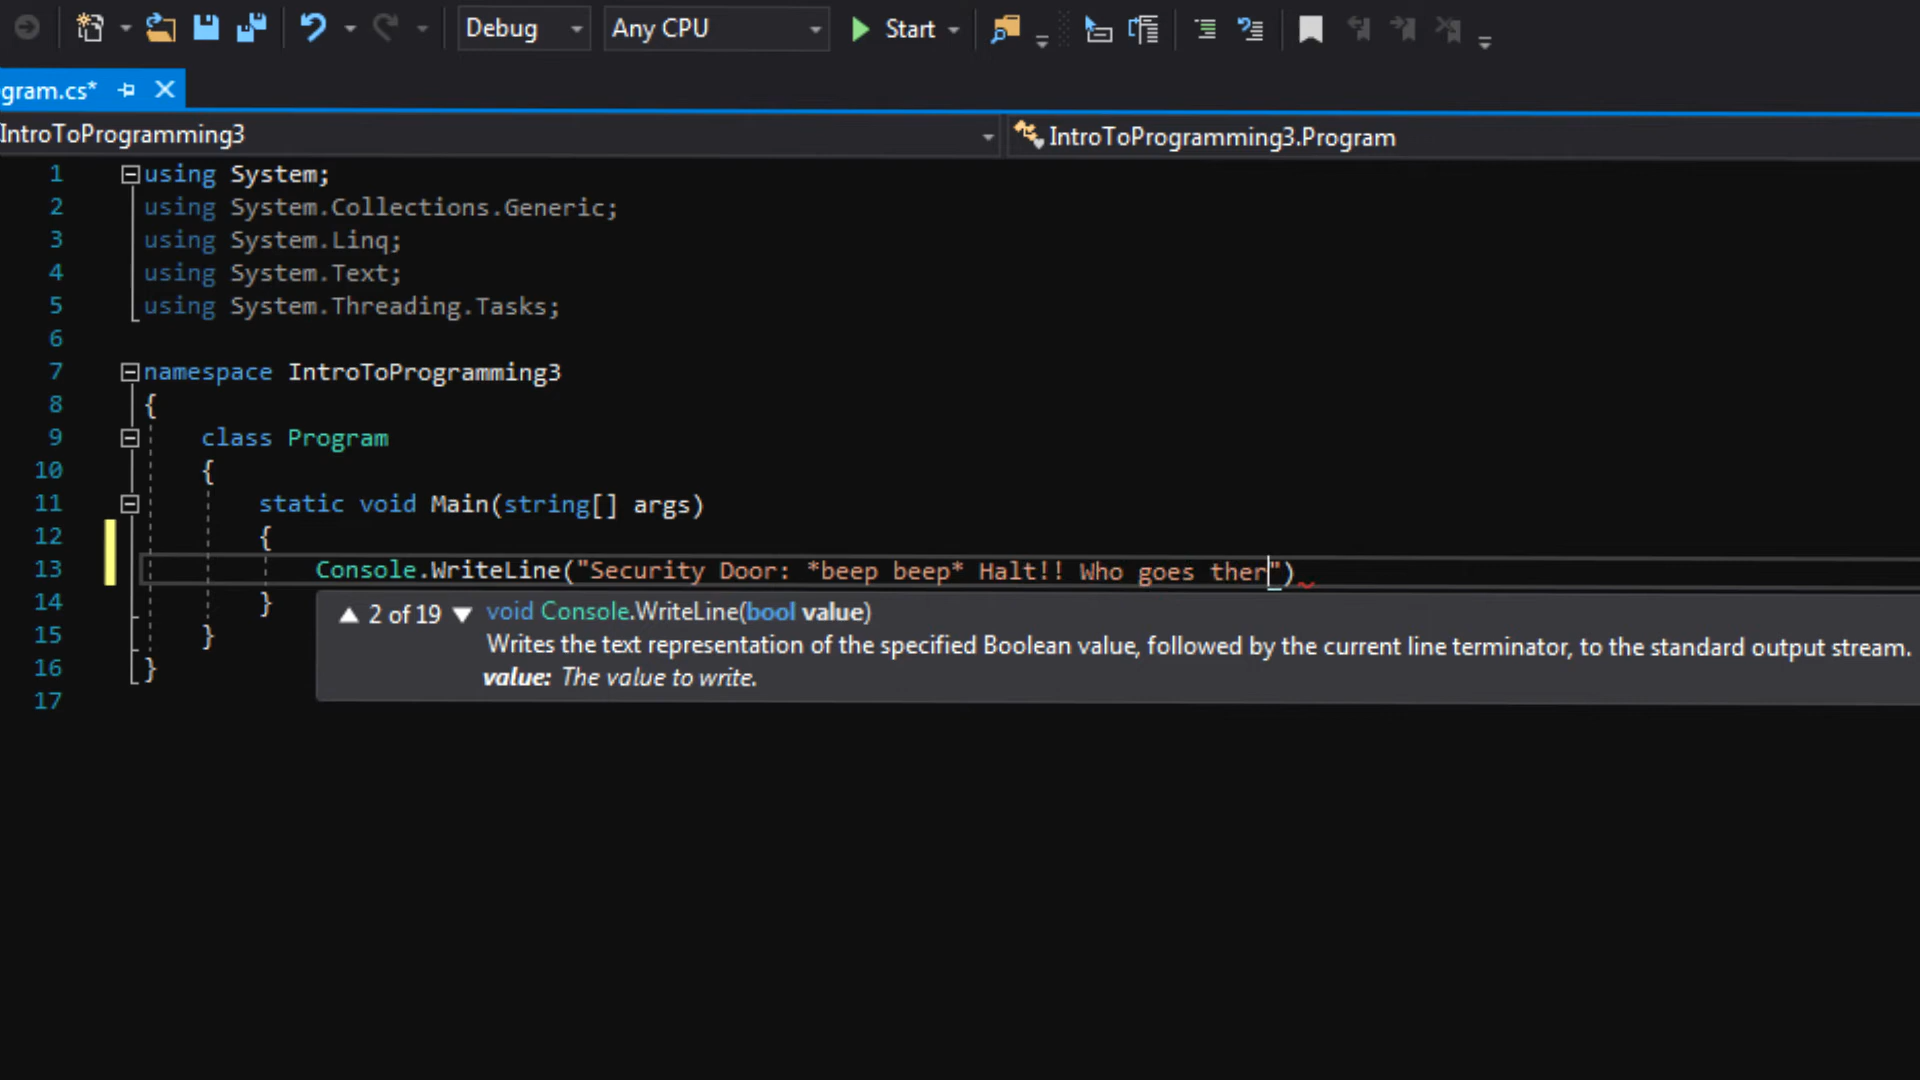 Debug Any CPU Start
gram.cs*
IntroToProgramming3 IntroToProgramming3.Program
1 using System;
2 using System.Collections.Generic;
3 using System.Linq;
4 using System.Text;
5 using System.Threading.Tasks;
6
7 namespace IntroToProgramming3
8 {
9 class Program
10 {
11 static void Main(string[] args)
12 {
13 Console.WriteLine("Security Door: *beep beep* Halt!! Who goes ther")
14 }
2 of 19 void Console.WriteLine(bool value)
15 }
Writes the text representation of the specified Boolean value, followed by the current line terminator, to the standard output stream.
16 }
value: The value to write.
17